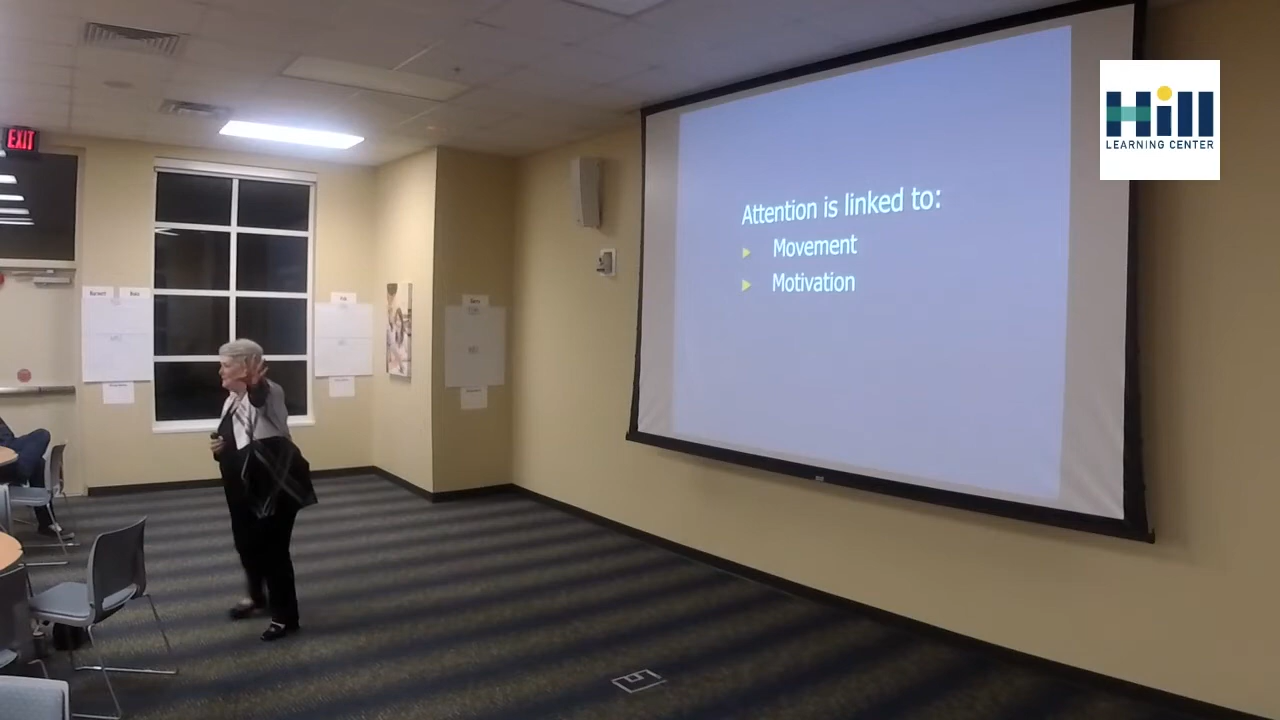 EXIT
Hill
LEARNING CENTER
Attention is linked to:
Movement
Motivation